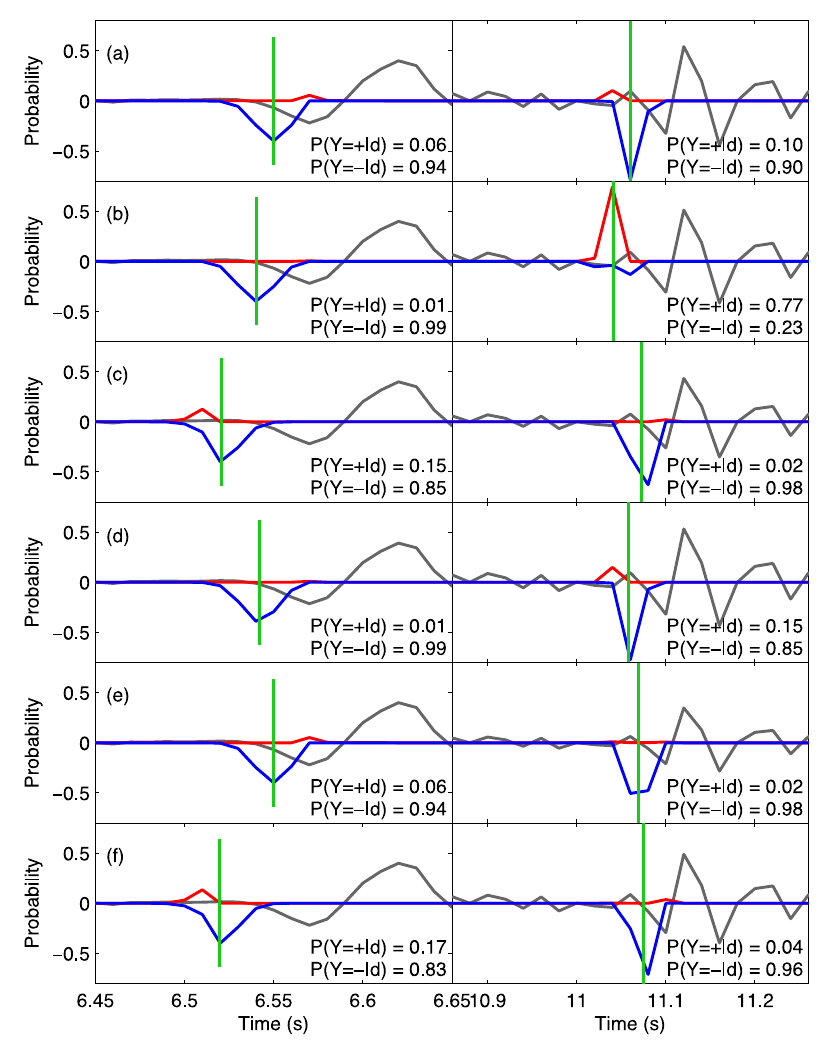 Probability
0.5
0
−0.5
(a)
P(Y=+Id) = 0.06
P(Y=−Id) = 0.94
P(Y=+Id) = 0.10
P(Y=−Id) = 0.90
Probability
0.5
0
−0.5
(b)
P(Y=+Id) = 0.01
P(Y=−Id) = 0.99
P(Y=+Id) = 0.77
P(Y=−Id) = 0.23
Probability
0.5
0
−0.5
(c)
P(Y=+Id) = 0.15
P(Y=−Id) = 0.85
P(Y=+Id) = 0.02
P(Y=−Id) = 0.98
Probability
0.5
0
−0.5
(d)
P(Y=+Id) = 0.01
P(Y=−Id) = 0.99
P(Y=+Id) = 0.15
P(Y=−Id) = 0.85
Probability
0.5
0
−0.5
(e)
P(Y=+Id) = 0.06
P(Y=−Id) = 0.94
P(Y=+Id) = 0.02
P(Y=−Id) = 0.98
Probability
0.5
0
−0.5
(f)
P(Y=+Id) = 0.17
P(Y=−Id) = 0.83
P(Y=+Id) = 0.04
P(Y=−Id) = 0.96
6.45 6.5 6.55 6.6 6.65 10.9 11 11.1 11.2
Time (s) Time (s)